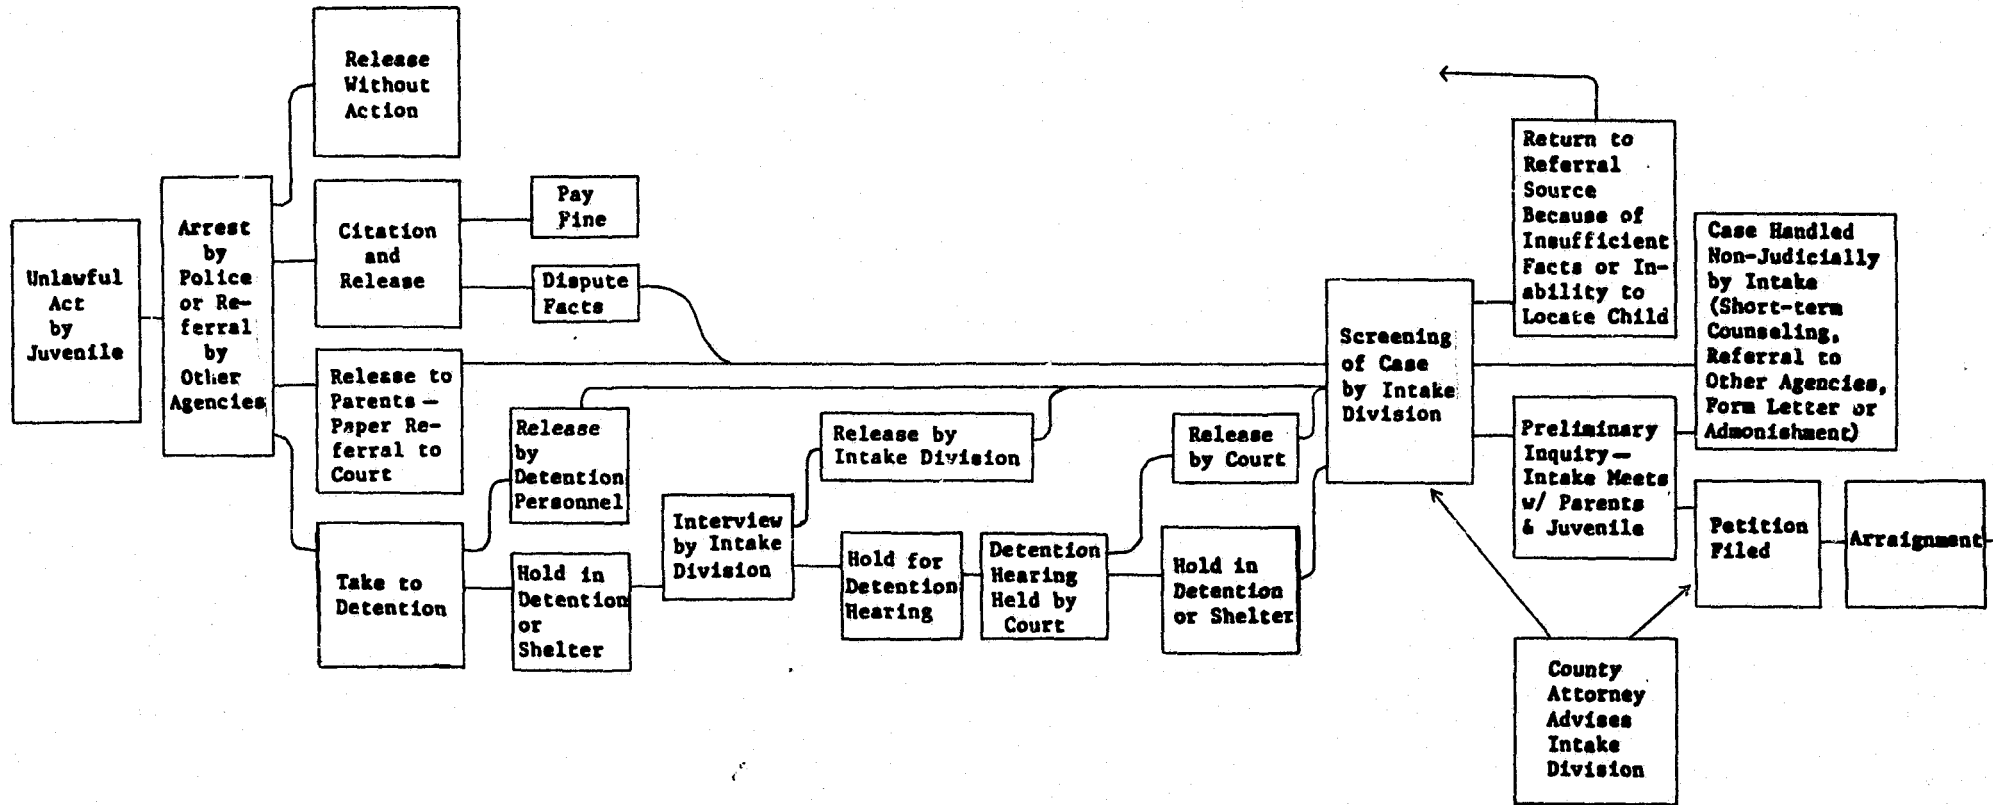 Unlawful
Act
by
Juvenile
Arrest
by
Police
or Re-
ferral
by
Other
Agencies
Release
Without
Action
Citation
and
Release
Pay
Fine
Dispute
Facts
Release to
Parents —
Paper Re-
ferral to
Court
Take to
Detention
Release
by
Detention
Personnel
Hold in
Detention
or
Shelter
Interview
by Intake
Division
Release by
Intake Division
Hold for
Detention
Hearing
Detention
Hearing
Held by
Court
Release
by Court
Hold in
Detention
or Shelter
Screening
of Case
by Intake
Division
Return to
Referral
Source
Because of
Insufficient
Facts or In-
ability to
Locate Child
Case Handled
Non-Judicially
by Intake
(Short-term
Counseling,
Referral to
Other Agencies,
Form Letter or
Admonishment)
Preliminary
Inquiry —
Intake Meets
w/ Parents
& Juvenile
Petition
Filed
Arraignment
County
Attorney
Advises
Intake
Division